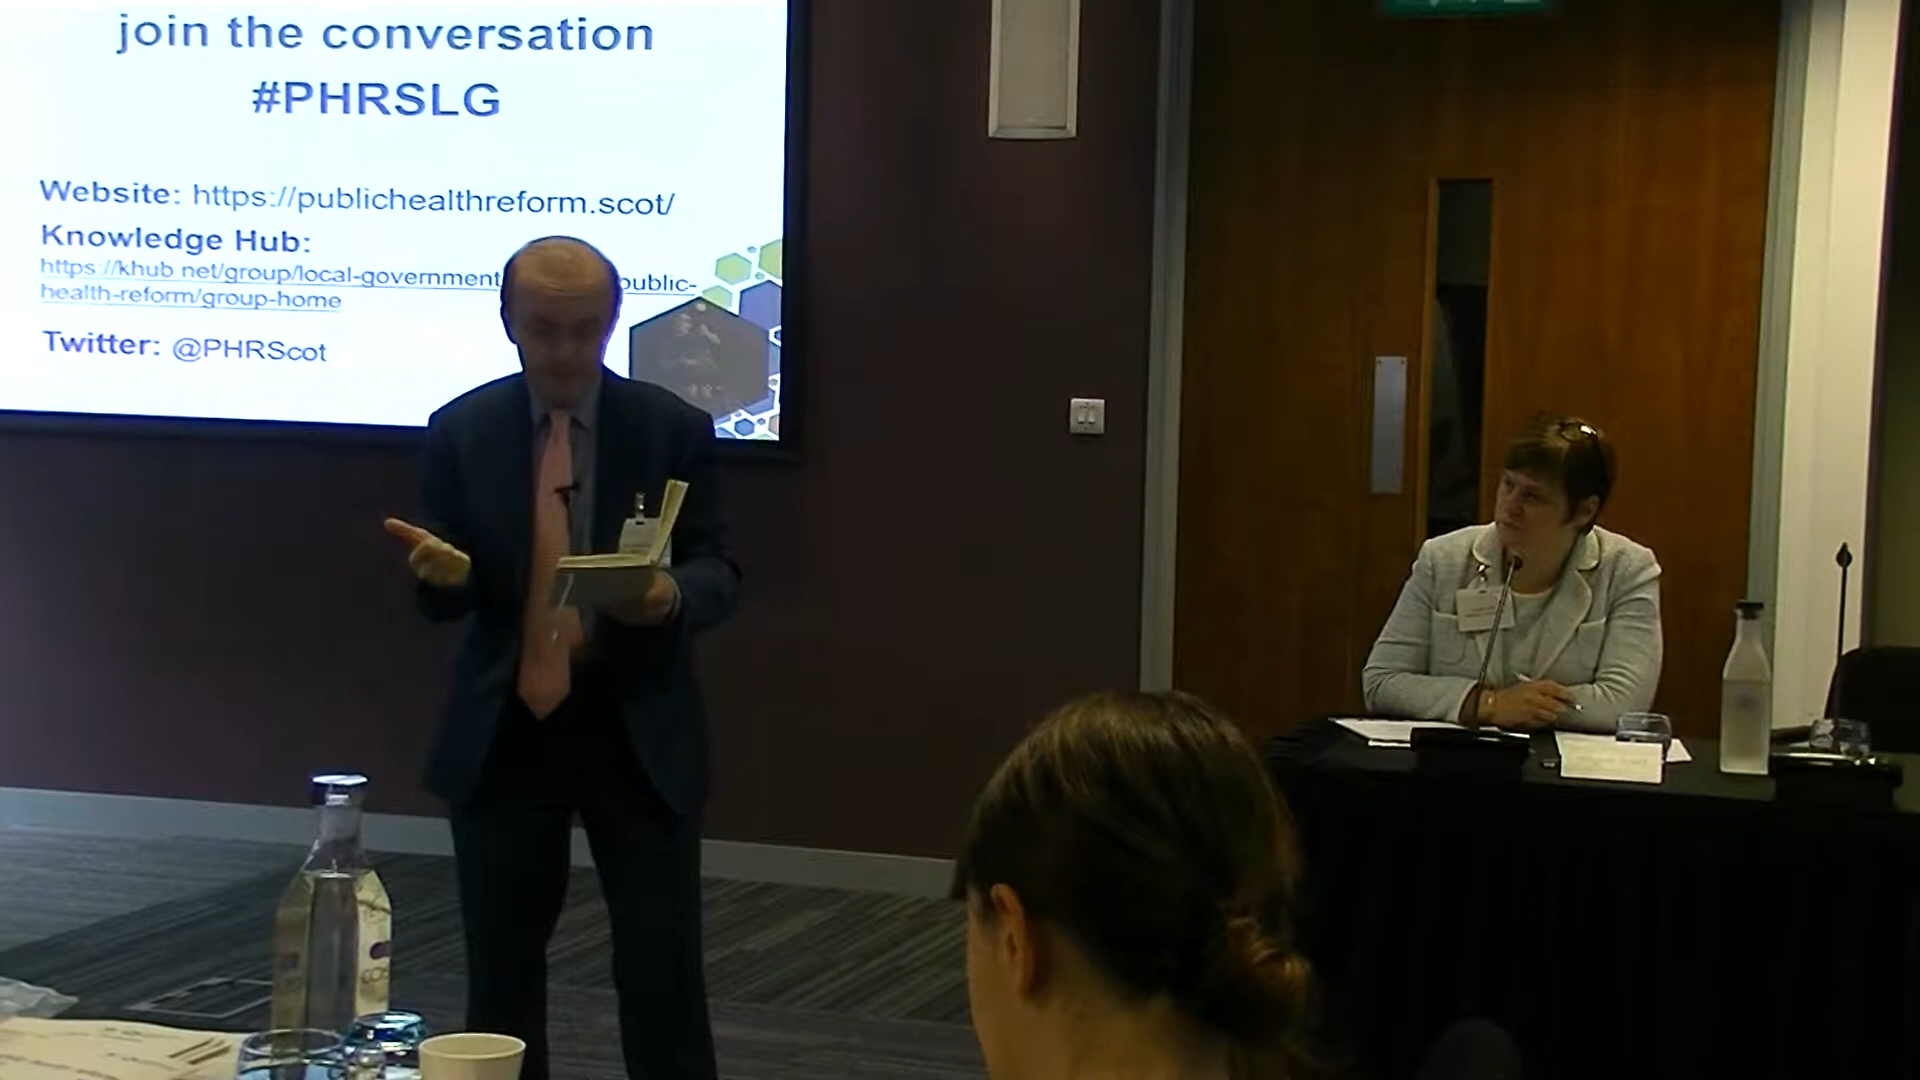 join the conversation
#PHRSLG
Website: https://publichealthreform.scot/
Knowledge Hub:
https://khub.net/group/local-government public-
health-reform/group-home
Twitter: @PHRScot